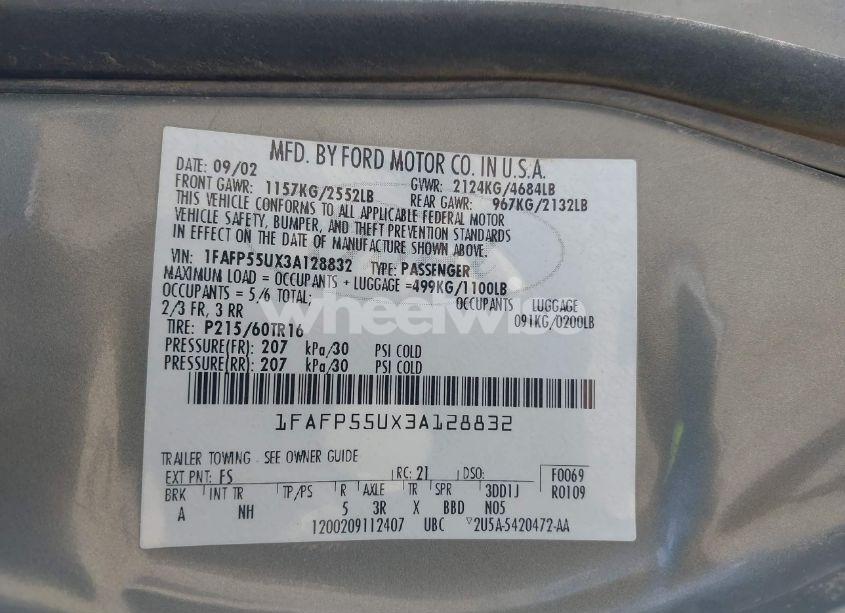 MFD. BY FORD MOTOR CO. IN U.S.A.
DATE: 09/02 GVWR: 2124KG/4684LB
FRONT GAWR: 1157KG/2552LB REAR GAWR: 967KG/2132LB
THIS VEHICLE CONFORMS TO ALL APPLICABLE FEDERAL MOTOR
VEHICLE SAFETY, BUMPER, AND THEFT PREVENTION STANDARDS
IN EFFECT ON THE DATE OF MANUFACTURE SHOWN ABOVE.
VIN: 1FAFP55UX3A128832 TYPE: PASSENGER
MAXIMUM LOAD = OCCUPANTS + LUGGAGE =499KG/1100LB
OCCUPANTS = 5/6 TOTAL; OCCUPANTS LUGGAGE
2/3 FR, 3 RR 091KG/0200LB
wheelwise
TIRE: P215/60TR16
PRESSURE(FR): 207 kPa/30 PSI COLD
PRESSURE(RR): 207 kPa/30 PSI COLD
1FAFP55UX3A128832
TRAILER TOWING - SEE OWNER GUIDE
EXT PNT: FS RC: 21 DSO: F0069
BRK INT TR TP/PS R AXLE TR SPR 3DD1J R0109
A NH 5 3R X BBD N05
1200209112407 UBC ▽2U5A-5420472-AA